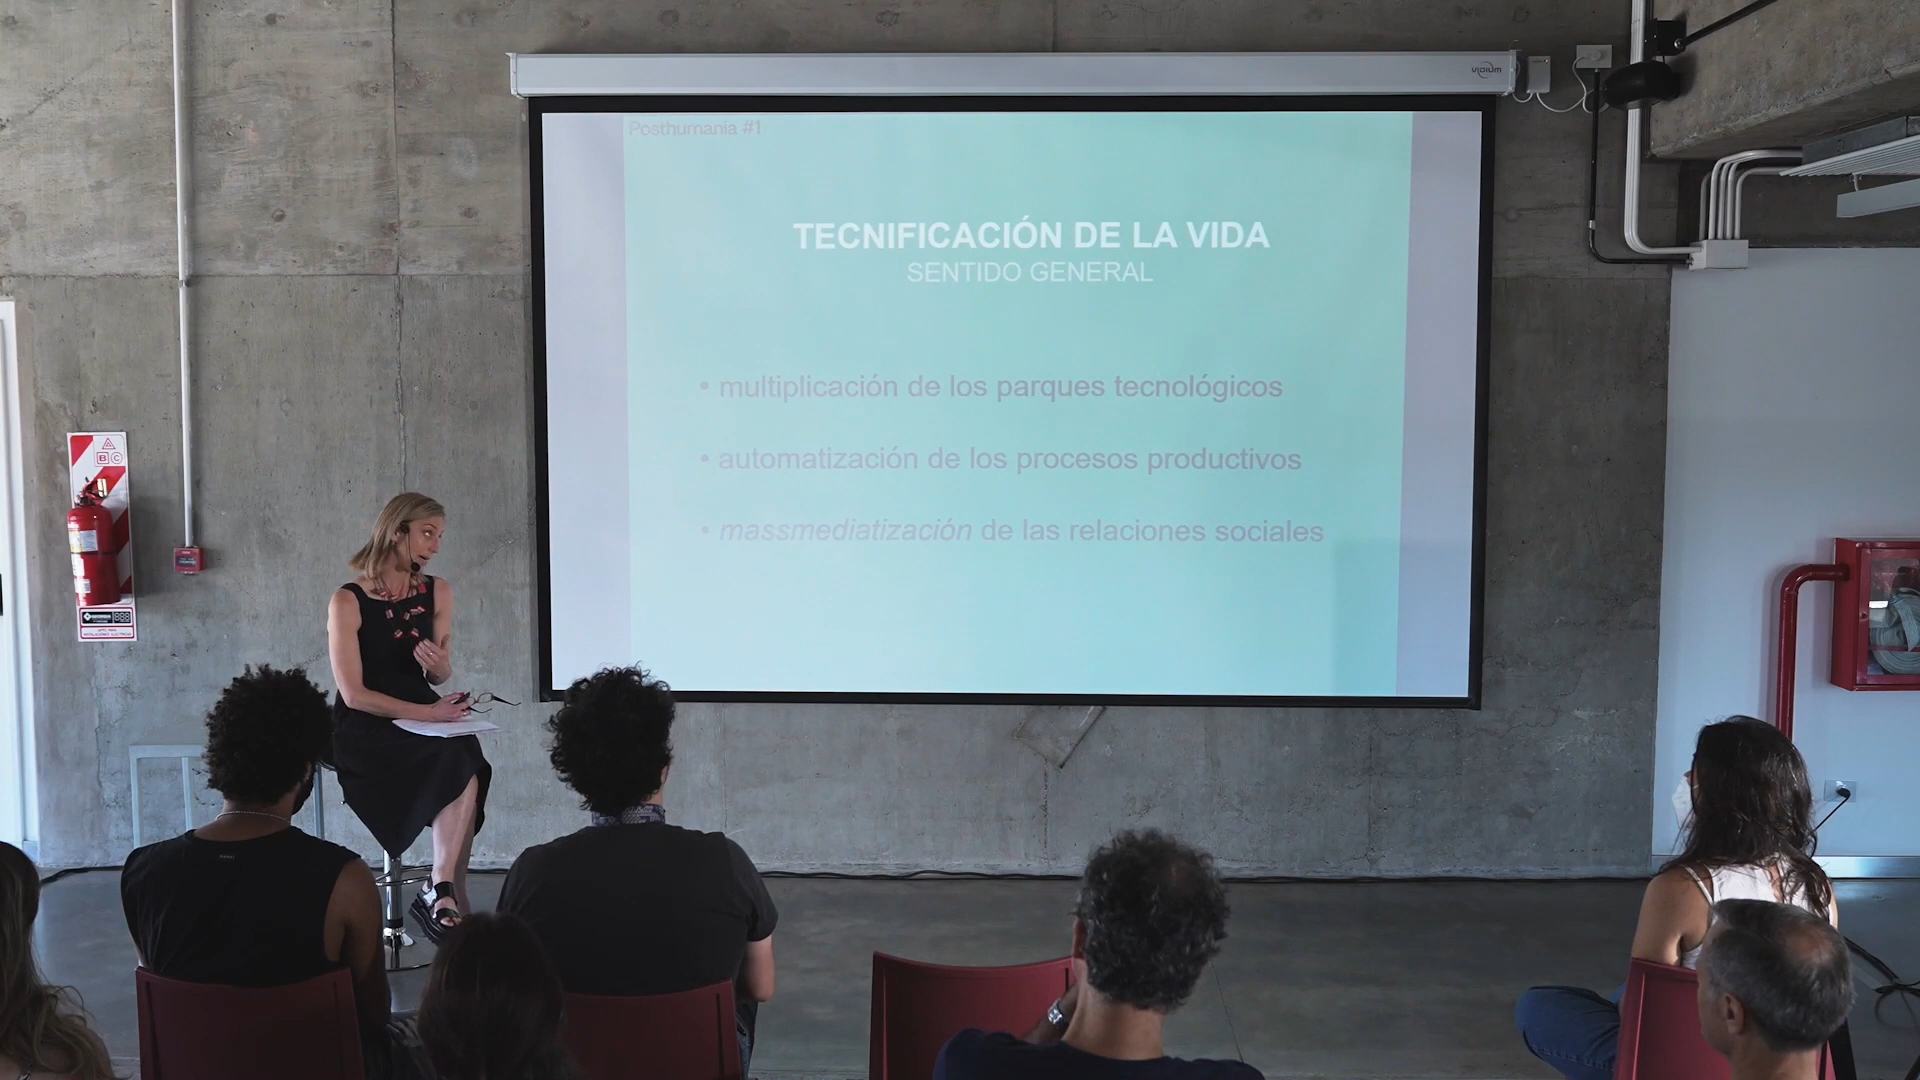 VIDIUM
Posthumania #1
TECNIFICACIÓN DE LA VIDA
SENTIDO GENERAL
• multiplicación de los parques tecnológicos
• automatización de los procesos productivos
• massmediatización de las relaciones sociales
B C